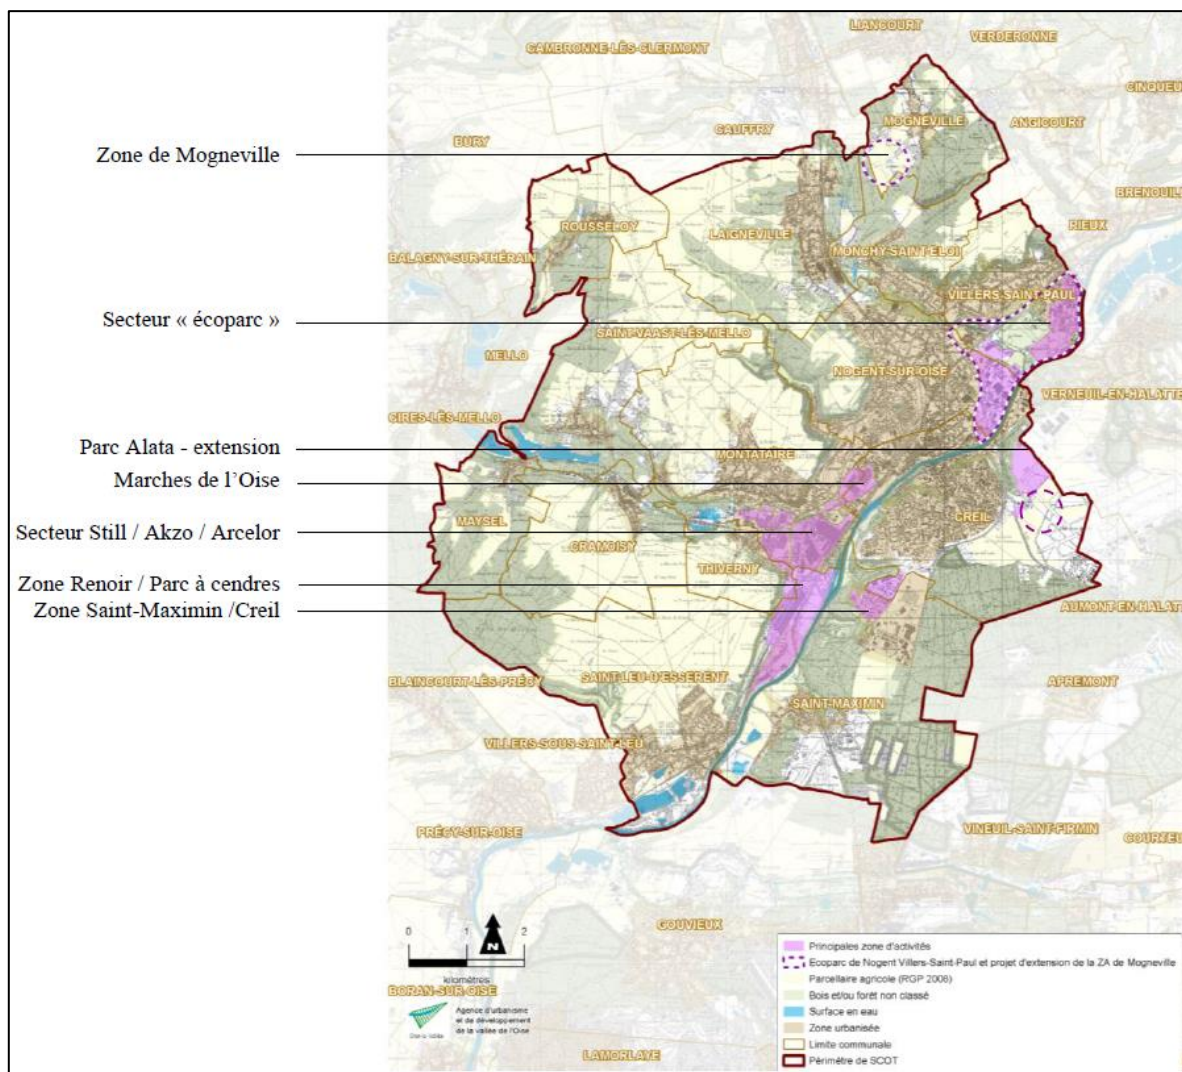 LIANCOURT
VERDERONNE
CAMBRONNE-LÈS-CLERMONT
CINQUEU
MOGNEVILLE
ANGICOURT
CAUFFRY
BURY
Zone de Mogneville
BRENOUIL
RIEUX
ROUSSELOY
LAIGNEVILLE
MONCHY-SAINT-ELOI
BALAGNY-SUR-THÉRAIN
VILLERS-SAINT-PAUL
Secteur « écoparc »
SAINT-VAAST-LÈS-MELLO
MELLO
NOGENT-SUR-OISE
VERNEUIL-EN-HALATTE
CIRES-LÈS-MELLO
Parc Alata - extension
MONTATAIRE
Marches de l'Oise
CREIL
MAYSEL
Secteur Still / Akzo / Arcelor
CRAMOISY
THIVERNY
Zone Renoir / Parc à cendres
Zone Saint-Maximin /Creil
AUMONT-EN-HALATT
BLAINCOURT-LÈS-PRÉCY
SAINT-LEU-D'ESSERENT
APREMONT
SAINT-MAXIMIN
VILLERS-SOUS-SAINT-LEU
PRÉCY-SUR-OISE
VINEUIL-SAINT-FIRMIN
COURTEU
GOUVIEUX
0 1 2
N
kilomètres
BORAN-SUR-OISE
Agence d'urbanisme
et de développement
de la vallée de l'Oise
LAMORLAYE
Principales zone d'activités
Ecoparc de Nogent Villers-Saint-Paul et projet d'extension de la ZA de Mogneville
Parcellaire agricole (RGP 2006)
Bois et/ou forêt non classé
Surface en eau
Zone urbanisée
Limite communale
Périmètre de SCOT